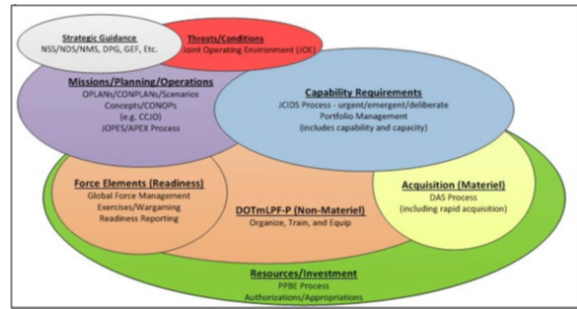 Strategic Guidance
NSS/NDS/NMS, DPG, GEF, Etc.
Threats/Conditions
Joint Operating Environment (JOE)
Missions/Planning/Operations
OPLANs/CONPLANs/Scenarios
Concepts/CONOPs
(e.g. CCJO)
JOPES/APEX Process
Capability Requirements
JCIDS Process - urgent/emergent/deliberate
Portfolio Management
(includes capability and capacity)
Force Elements (Readiness)
Global Force Management
Exercises/Wargaming
Readiness Reporting
DOTmLPF-P (Non-Materiel)
Organize, Train, and Equip
Acquisition (Materiel)
DAS Process
(including rapid acquisition)
Resources/Investment
PPBE Process
Authorizations/Appropriations